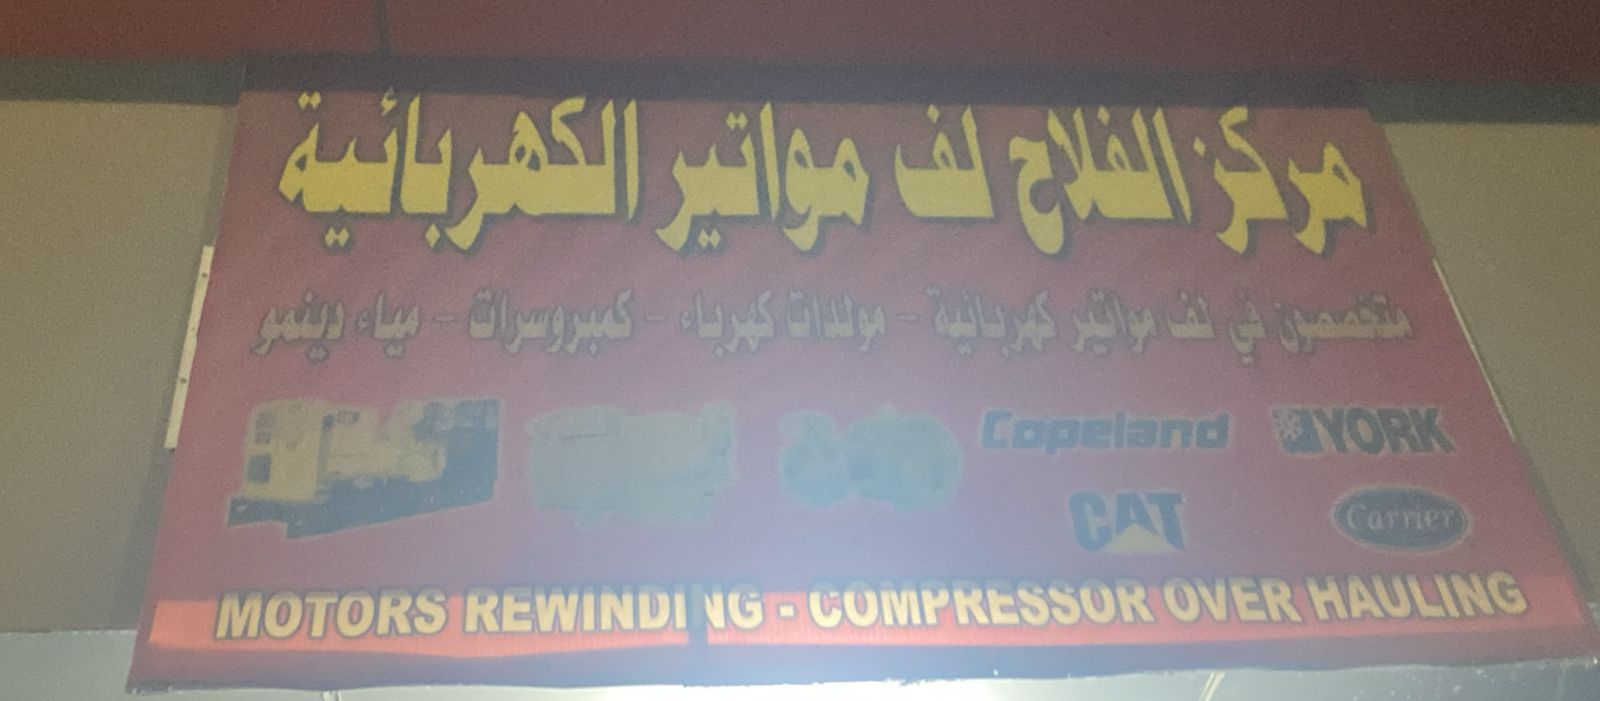 مركز الفلاح لف مواتير الكهربائية
متخصصون في لف مواتير كهربائية - مولدات كهرباء - كمبروسرات - مياء دينمو
Copeland YORK
CAT Carrier
MOTORS REWINDING - COMPRESSOR OVER HAULING